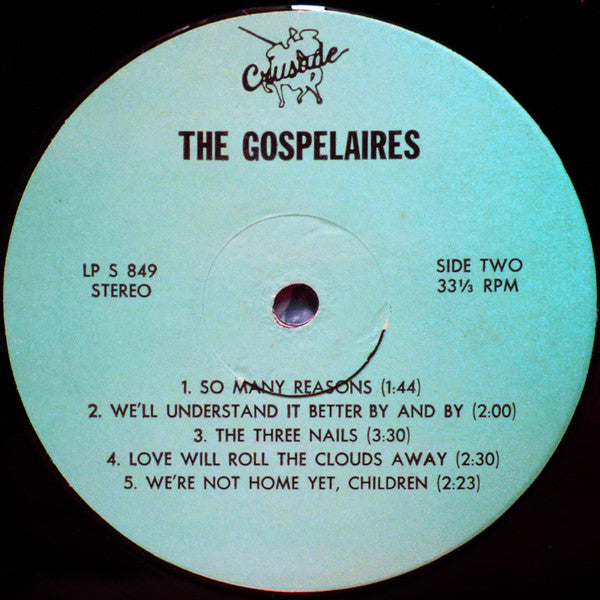 Crusade
THE GOSPELAIRES
LP S 849
STEREO
SIDE TWO
33⅓ RPM
1. SO MANY REASONS (1:44)
2. WE'LL UNDERSTAND IT BETTER BY AND BY (2:00)
3. THE THREE NAILS (3:30)
4. LOVE WILL ROLL THE CLOUDS AWAY (2:30)
5. WE'RE NOT HOME YET, CHILDREN (2:23)